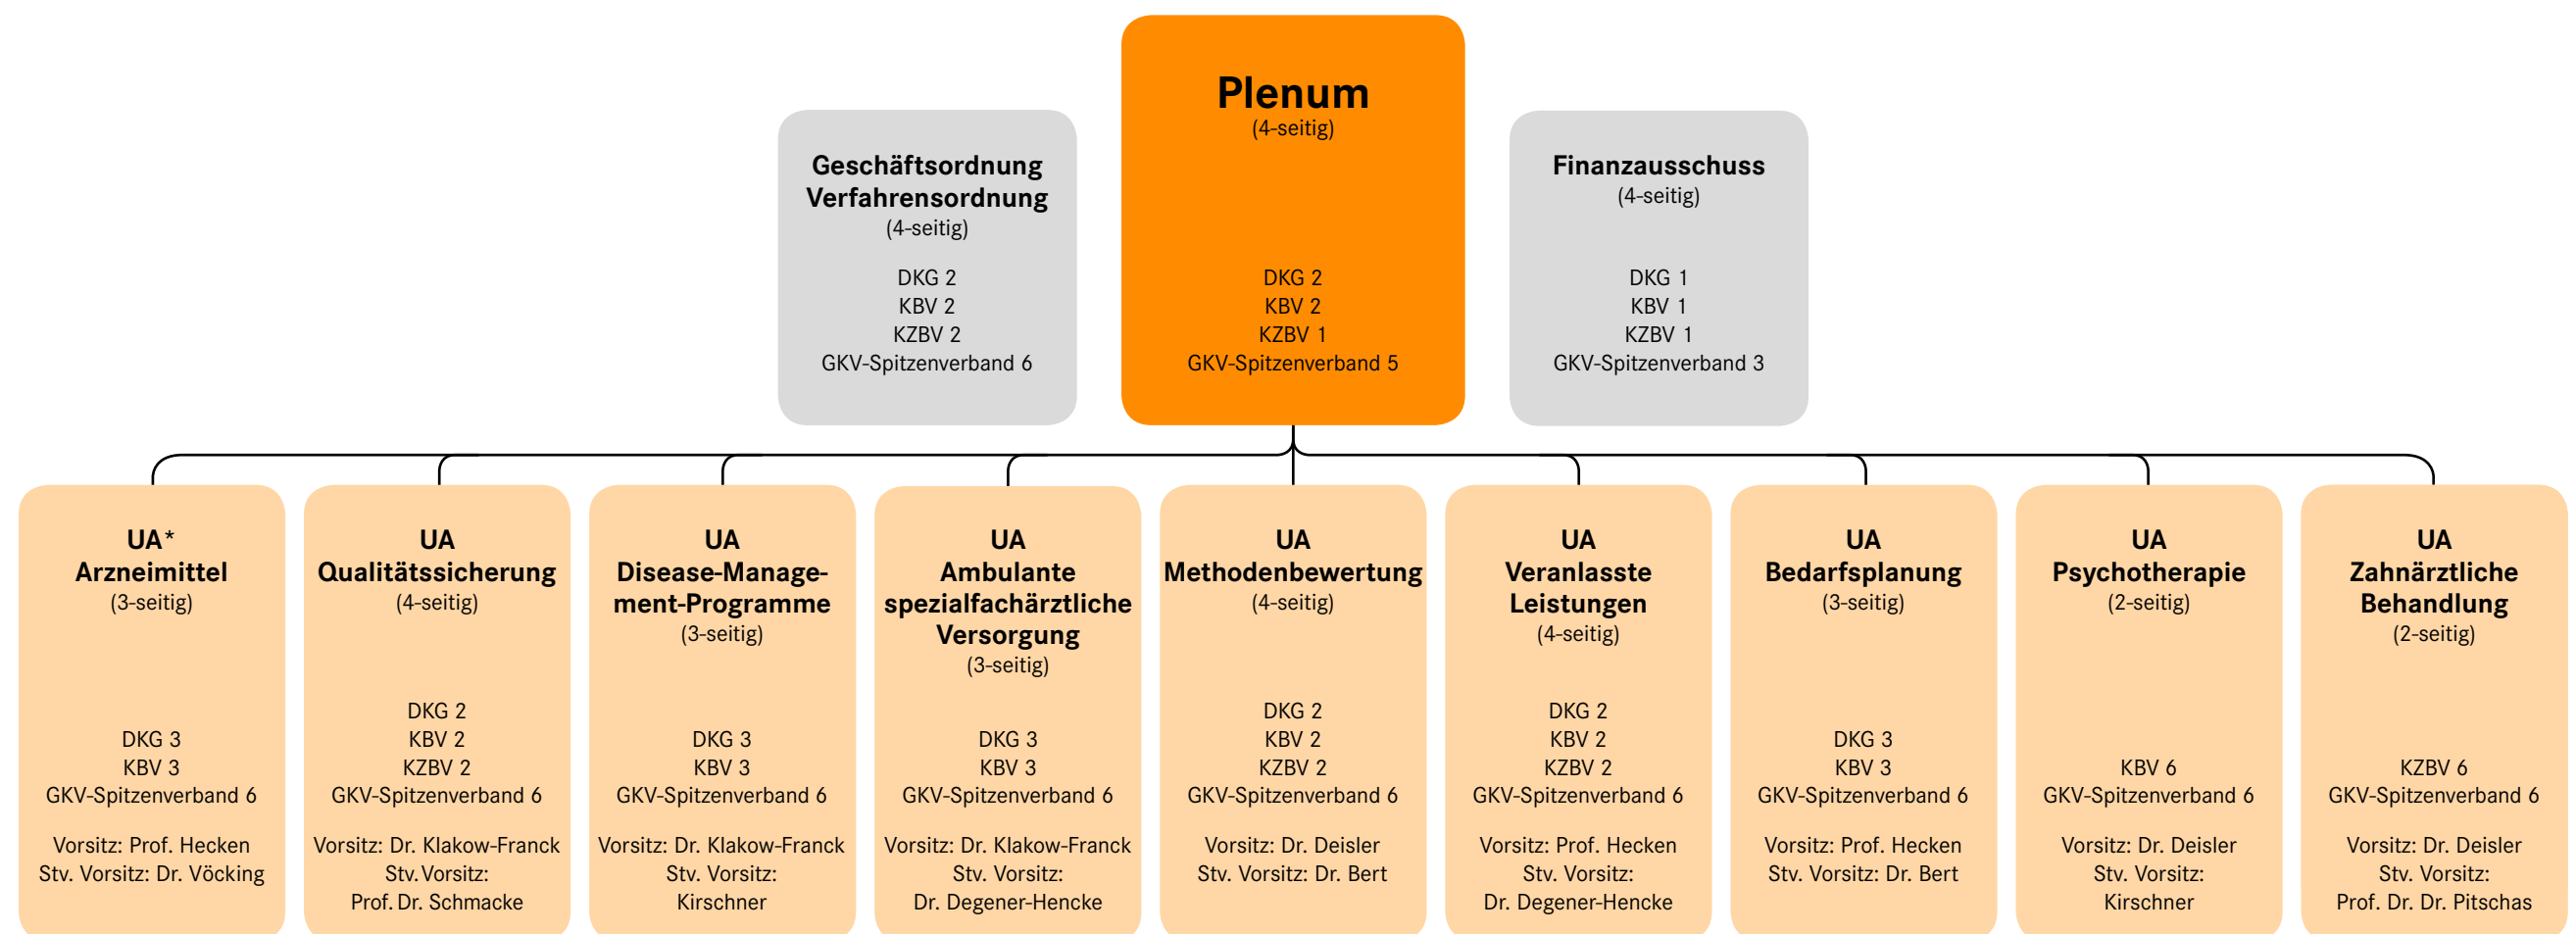 Plenum
(4-seitig)
DKG 2
KBV 2
KZBV 1
GKV-Spitzenverband 5
Geschäftsordnung
Verfahrensordnung
(4-seitig)
DKG 2
KBV 2
KZBV 2
GKV-Spitzenverband 6
Finanzausschuss
(4-seitig)
DKG 1
KBV 1
KZBV 1
GKV-Spitzenverband 3
UA*
Arzneimittel
(3-seitig)
DKG 3
KBV 3
GKV-Spitzenverband 6
Vorsitz: Prof. Hecken
Stv. Vorsitz: Dr. Vöcking
UA
Qualitätssicherung
(4-seitig)
DKG 2
KBV 2
KZBV 2
GKV-Spitzenverband 6
Vorsitz: Dr. Klakow-Franck
Stv. Vorsitz:
Prof. Dr. Schmacke
UA
Disease-Manage-
ment-Programme
(3-seitig)
DKG 3
KBV 3
GKV-Spitzenverband 6
Vorsitz: Dr. Klakow-Franck
Stv. Vorsitz:
Kirschner
UA
Ambulante
spezialfachärztliche
Versorgung
(3-seitig)
DKG 3
KBV 3
GKV-Spitzenverband 6
Vorsitz: Dr. Klakow-Franck
Stv. Vorsitz:
Dr. Degener-Hencke
UA
Methodenbewertung
(4-seitig)
DKG 2
KBV 2
KZBV 2
GKV-Spitzenverband 6
Vorsitz: Dr. Deisler
Stv. Vorsitz: Dr. Bert
UA
Veranlasste
Leistungen
(4-seitig)
DKG 2
KBV 2
KZBV 2
GKV-Spitzenverband 6
Vorsitz: Prof. Hecken
Stv. Vorsitz:
Dr. Degener-Hencke
UA
Bedarfsplanung
(3-seitig)
DKG 3
KBV 3
GKV-Spitzenverband 6
Vorsitz: Prof. Hecken
Stv. Vorsitz: Dr. Bert
UA
Psychotherapie
(2-seitig)
KBV 6
GKV-Spitzenverband 6
Vorsitz: Dr. Deisler
Stv. Vorsitz:
Kirschner
UA
Zahnärztliche
Behandlung
(2-seitig)
KZBV 6
GKV-Spitzenverband 6
Vorsitz: Dr. Deisler
Stv. Vorsitz:
Prof. Dr. Dr. Pitschas